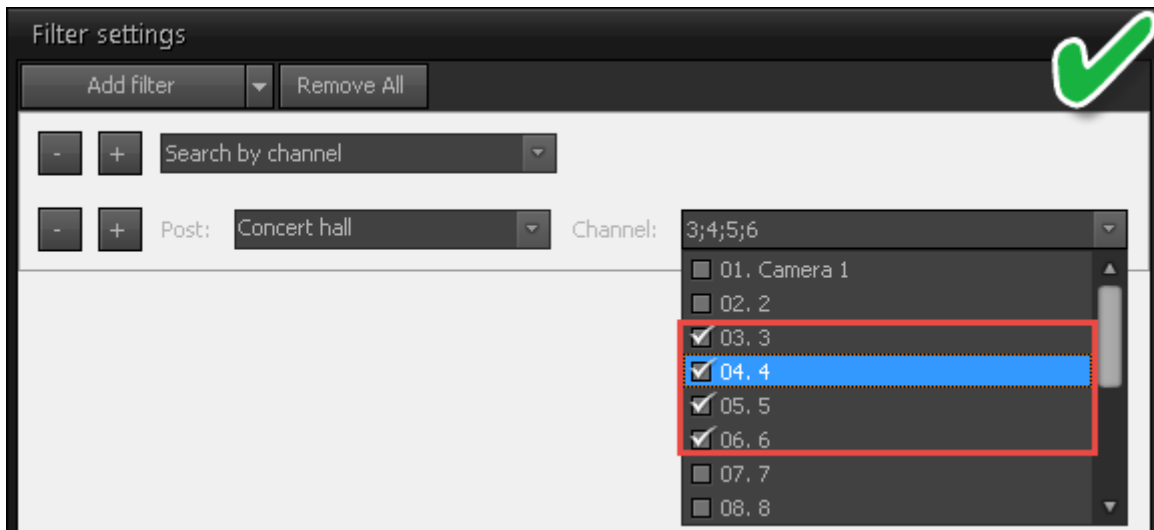 Filter settings
Add filter Remove All
- + Search by channel
- + Post: Concert hall Channel: 3;4;5;6
01. Camera 1
02. 2
03. 3
04. 4
05. 5
06. 6
07. 7
08. 8